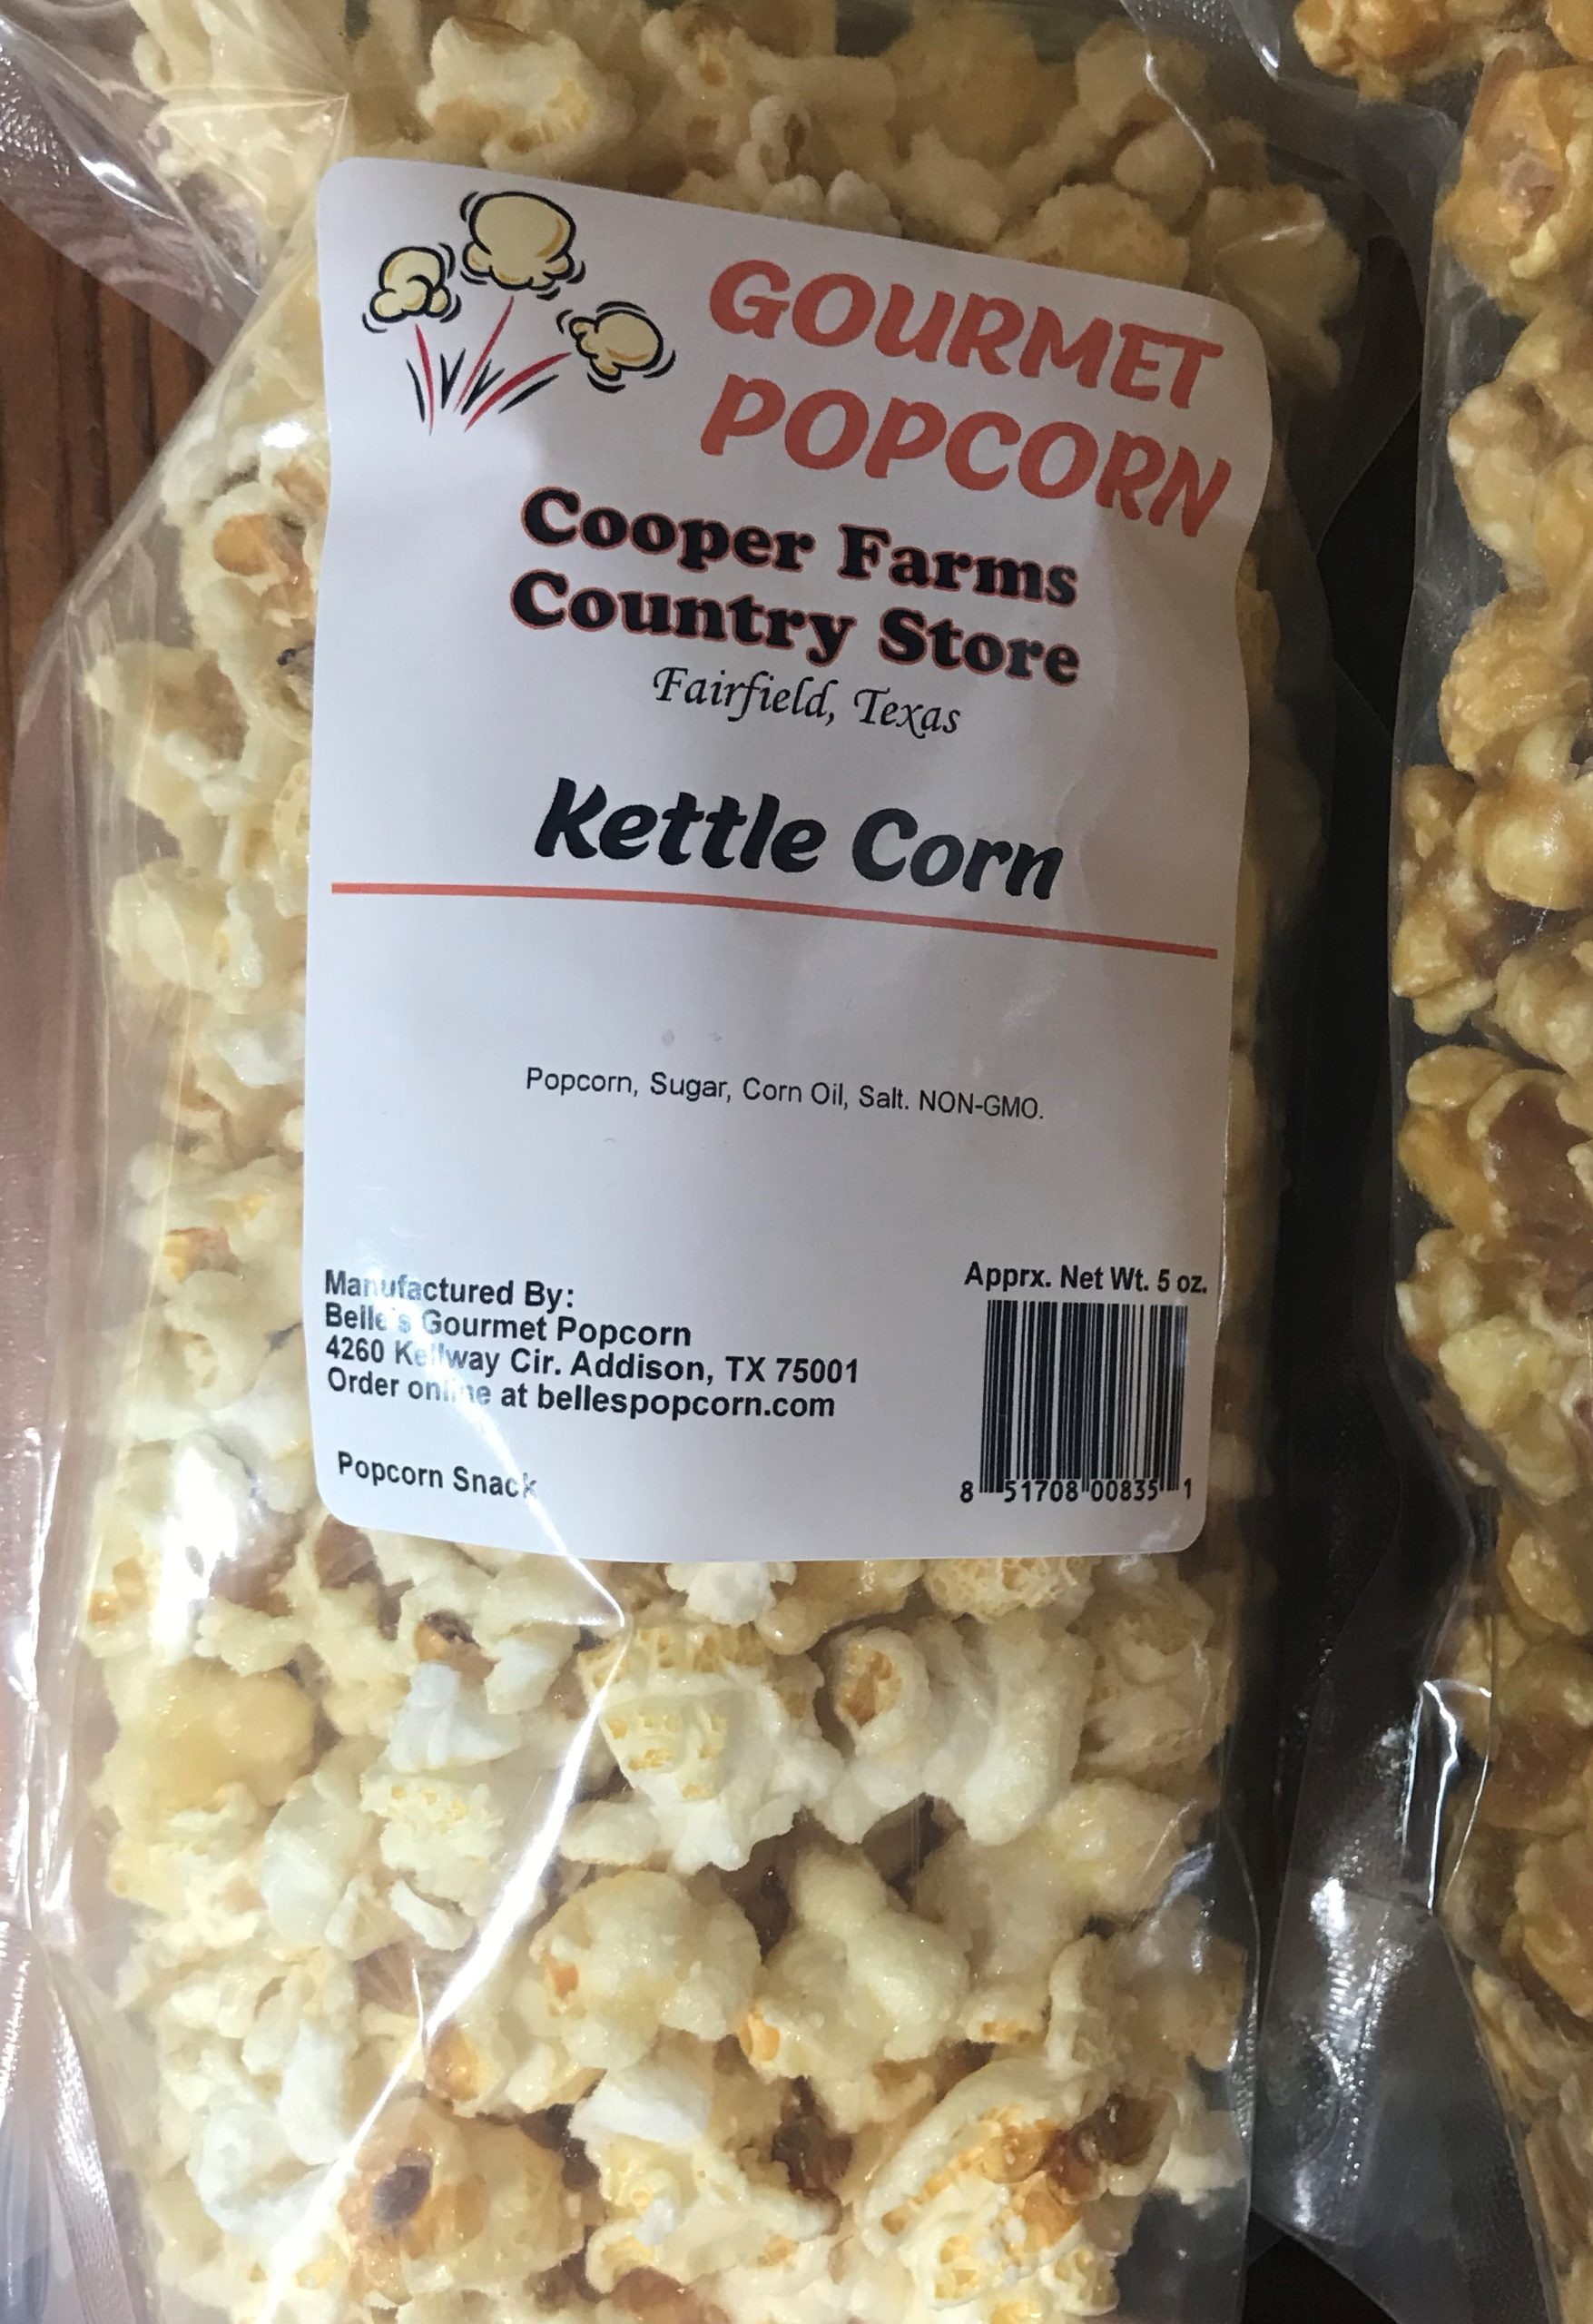 GOURMET
POPCORN
Cooper Farms
Country Store
Fairfield, Texas
Kettle Corn
Popcorn, Sugar, Corn Oil, Salt. NON-GMO.
Manufactured By:
Belle's Gourmet Popcorn
4260 Kellway Cir. Addison, TX 75001
Order online at bellespopcorn.com
Popcorn Snack
Apprx. Net Wt. 5 oz.
8 51708 00835 1